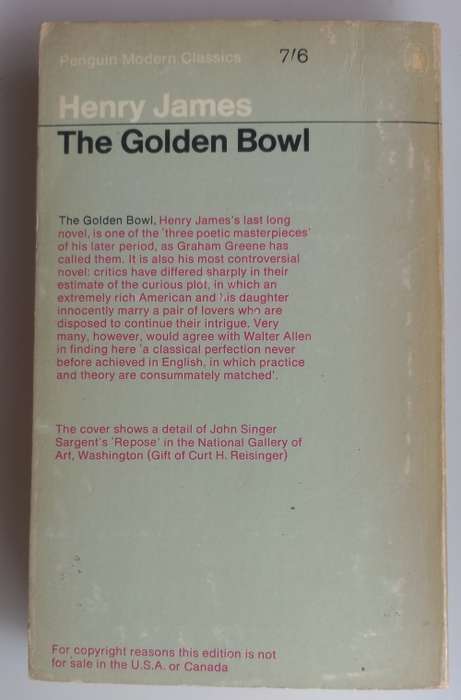 Penguin Modern Classics 7/6
Henry James
The Golden Bowl
The Golden Bowl, Henry James's last long
novel, is one of the 'three poetic masterpieces'
of his later period, as Graham Greene has
called them. It is also his most controversial
novel: critics have differed sharply in their
estimate of the curious plot, in which an
extremely rich American and his daughter
innocently marry a pair of lovers who are
disposed to continue their intrigue. Very
many, however, would agree with Walter Allen
in finding here 'a classical perfection never
before achieved in English, in which practice
and theory are consummately matched'.
The cover shows a detail of John Singer
Sargent's 'Repose' in the National Gallery of
Art, Washington (Gift of Curt H. Reisinger)
For copyright reasons this edition is not
for sale in the U.S.A. or Canada